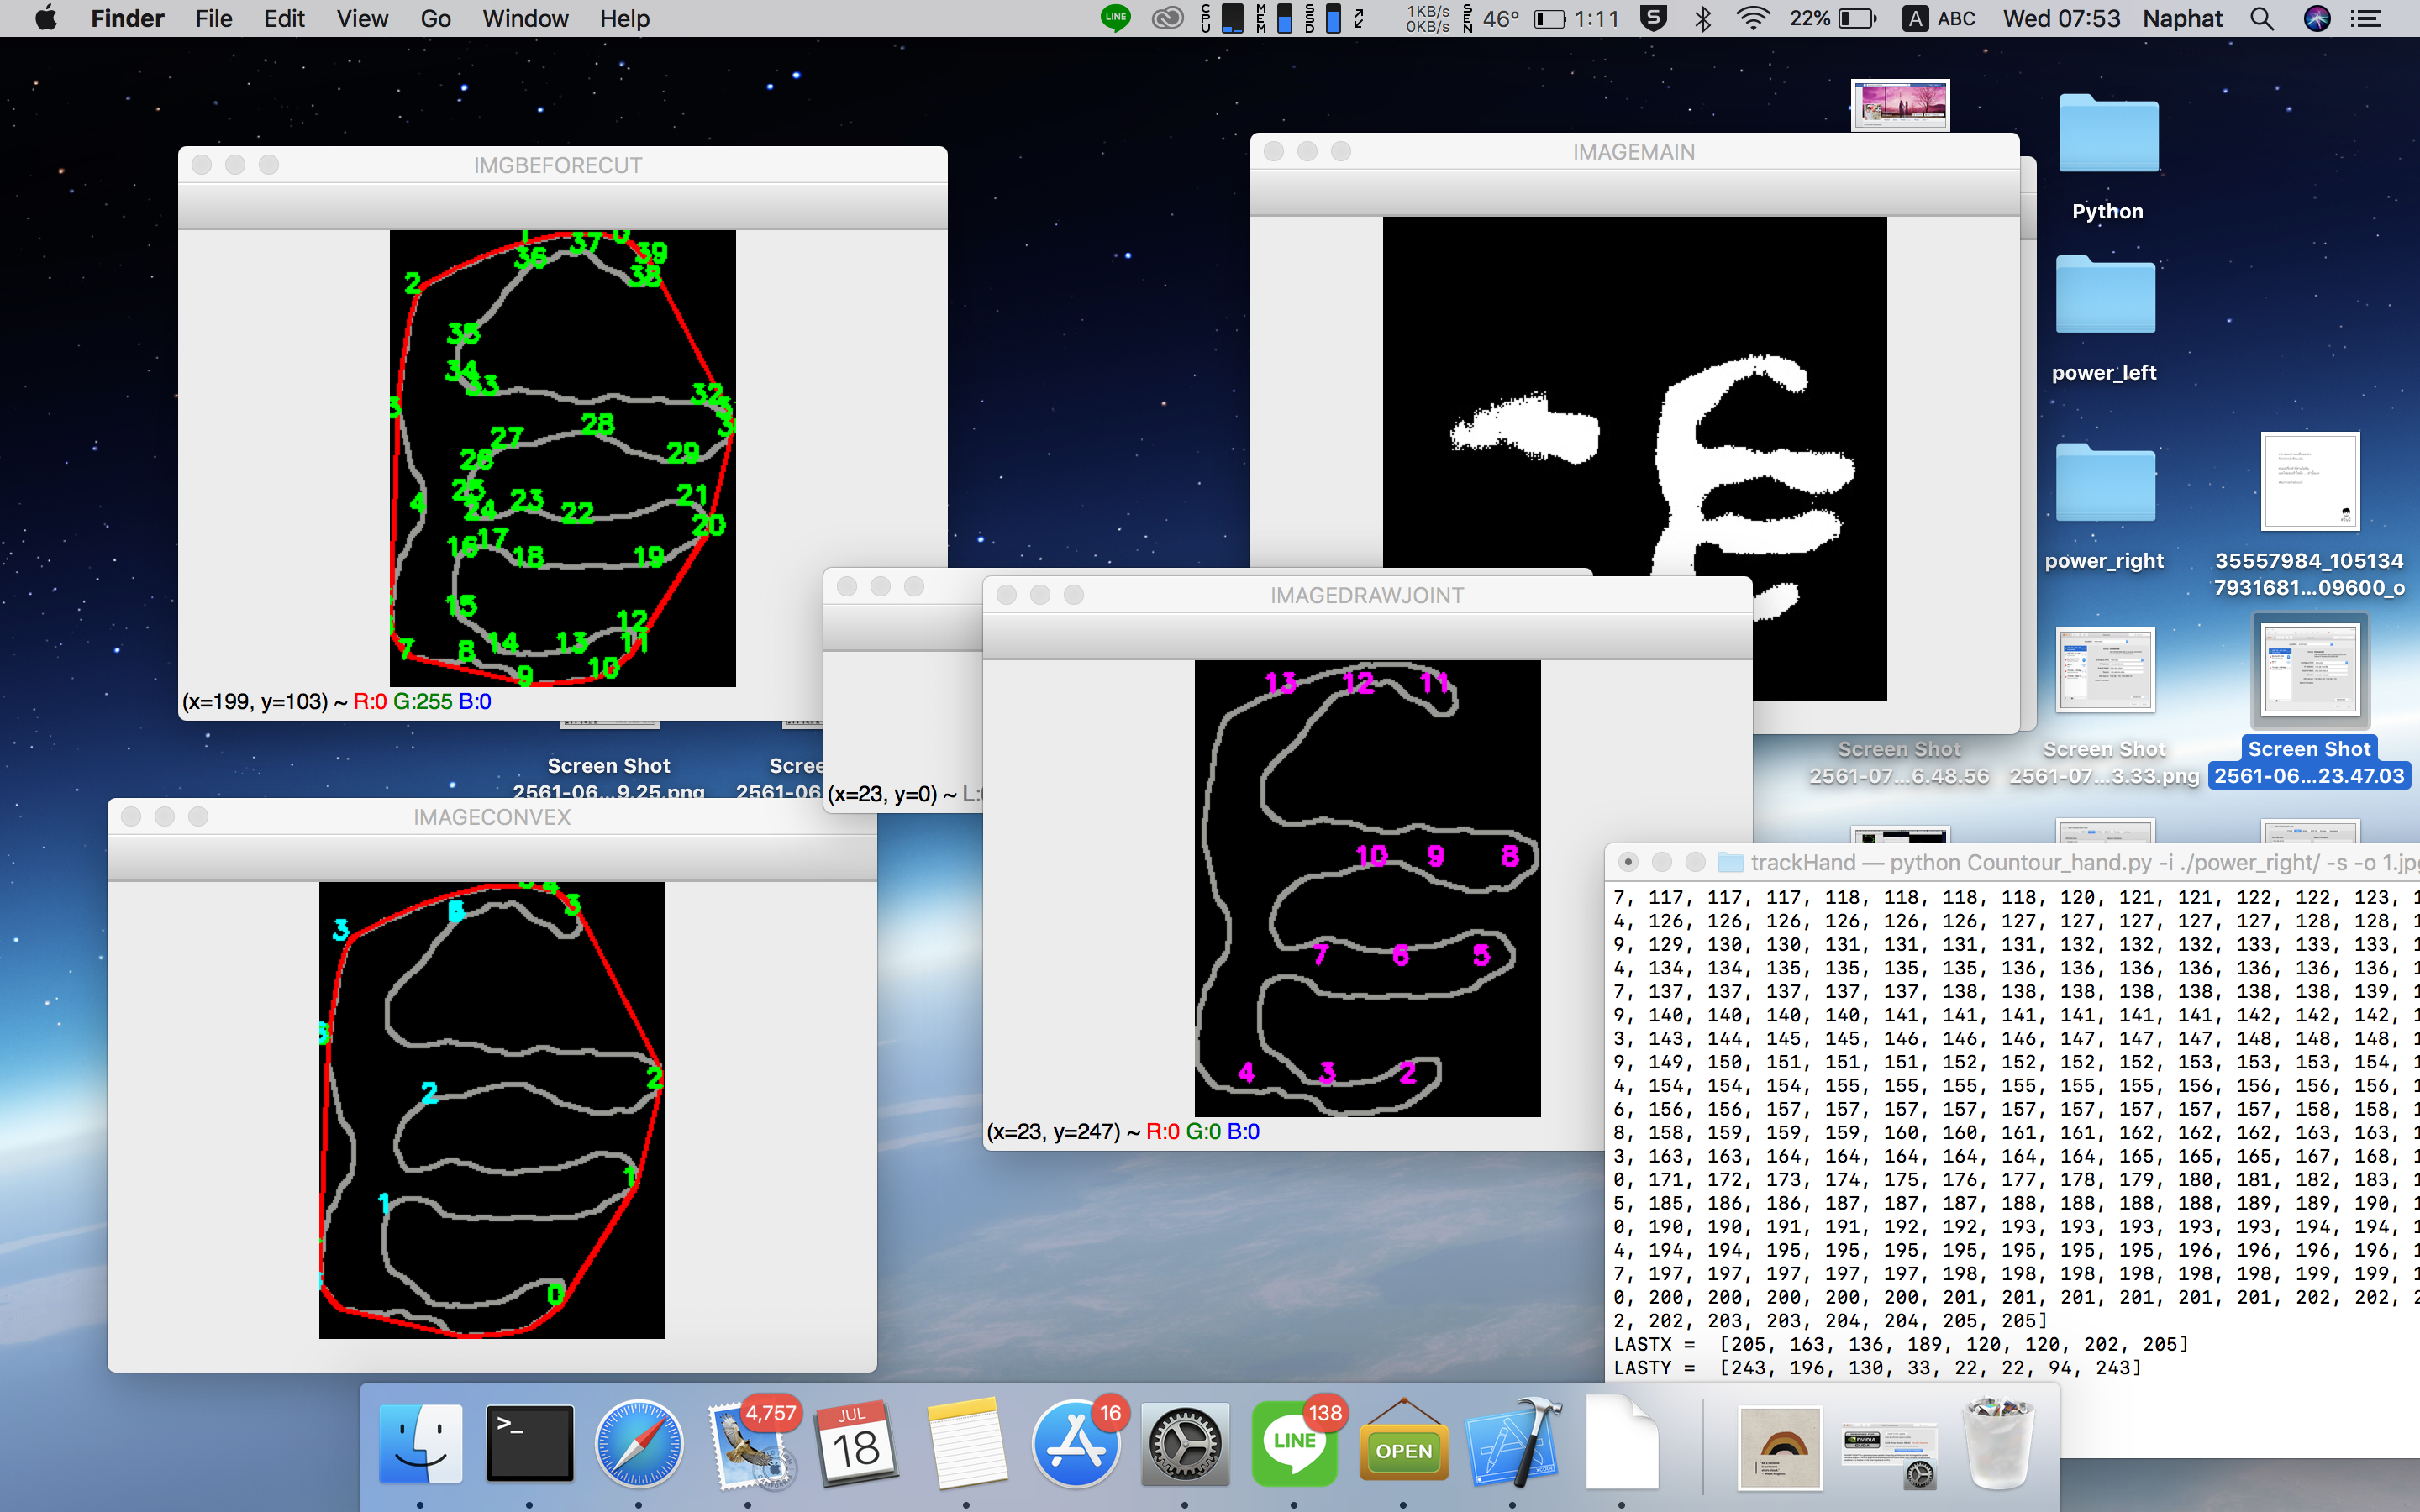 Finder File Edit View Go Window Help
LINE CPU MEM SSD 1KB/s 0KB/s SEN 46° 1:11 S 22% A ABC Wed 07:53 Naphat
IMGBEFORECUT
37 39
36 38
2
35
34 33
32
28
27 29
26
25 23 21
24 22
20
16 17 18 19
15
12
14 13 11
7 8 10
9
4
(x=199, y=103) ~ R:0 G:255 B:0
IMAGEMAIN
Python
power_left
power_right
35557984_105134
7931681...09600_o
Screen Shot
2561-07...6.48.56
Screen Shot
2561-07...3.33.png
Screen Shot
2561-06...23.47.03
Screen Shot
2561-06...9.25.png
(x=23, y=0) ~ L:
IMAGEDRAWJOINT
13 12 11
10 9 8
7 6 5
4 3 2
(x=23, y=247) ~ R:0 G:0 B:0
IMAGECONVEX
3 5 3
2 2
1 1
0
trackHand — python Countour_hand.py -i ./power_right/ -s -o 1.jpg
7, 117, 117, 117, 118, 118, 118, 118, 120, 121, 121, 122, 122, 123, 1
4, 126, 126, 126, 126, 126, 126, 127, 127, 127, 127, 127, 128, 128, 1
9, 129, 130, 130, 131, 131, 131, 131, 132, 132, 132, 133, 133, 133, 1
4, 134, 134, 135, 135, 135, 135, 136, 136, 136, 136, 136, 136, 136, 1
7, 137, 137, 137, 137, 137, 138, 138, 138, 138, 138, 138, 138, 139, 1
9, 140, 140, 140, 140, 141, 141, 141, 141, 141, 141, 142, 142, 142, 1
3, 143, 144, 145, 145, 146, 146, 146, 147, 147, 147, 148, 148, 148, 1
9, 149, 150, 151, 151, 151, 152, 152, 152, 152, 153, 153, 153, 154, 1
4, 154, 154, 154, 155, 155, 155, 155, 155, 155, 156, 156, 156, 156, 1
6, 156, 156, 157, 157, 157, 157, 157, 157, 157, 157, 157, 158, 158, 1
8, 158, 159, 159, 159, 160, 160, 161, 161, 162, 162, 162, 163, 163, 1
3, 163, 163, 164, 164, 164, 164, 164, 164, 165, 165, 165, 167, 168, 1
0, 171, 172, 173, 174, 175, 176, 177, 178, 179, 180, 181, 182, 183, 1
5, 185, 186, 186, 187, 187, 187, 188, 188, 188, 188, 189, 189, 190, 1
0, 190, 190, 191, 191, 192, 192, 193, 193, 193, 193, 193, 194, 194, 1
4, 194, 194, 195, 195, 195, 195, 195, 195, 195, 196, 196, 196, 196, 1
7, 197, 197, 197, 197, 197, 198, 198, 198, 198, 198, 198, 199, 199, 1
0, 200, 200, 200, 200, 200, 201, 201, 201, 201, 201, 201, 202, 202, 2
2, 202, 203, 203, 204, 204, 205, 205]
LASTX = [205, 163, 136, 189, 120, 120, 202, 205]
LASTY = [243, 196, 130, 33, 22, 22, 94, 243]
4,757
JUL
18
16
LINE
138
OPEN